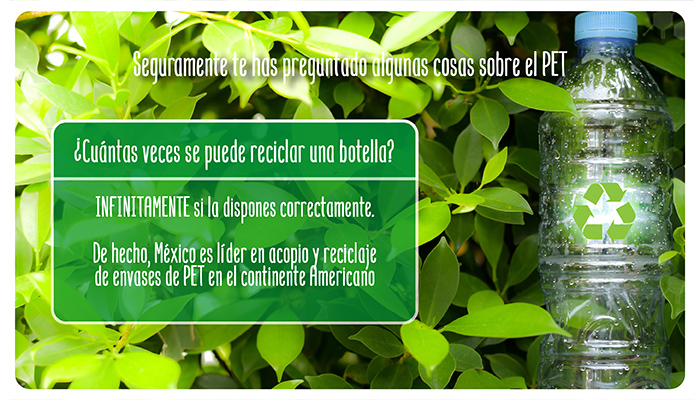 Seguramente te has preguntado algunas cosas sobre el PET
¿Cuántas veces se puede reciclar una botella?
INFINITAMENTE si la dispones correctamente.
De hecho, México es líder en acopio y reciclaje
de envases de PET en el continente Americano